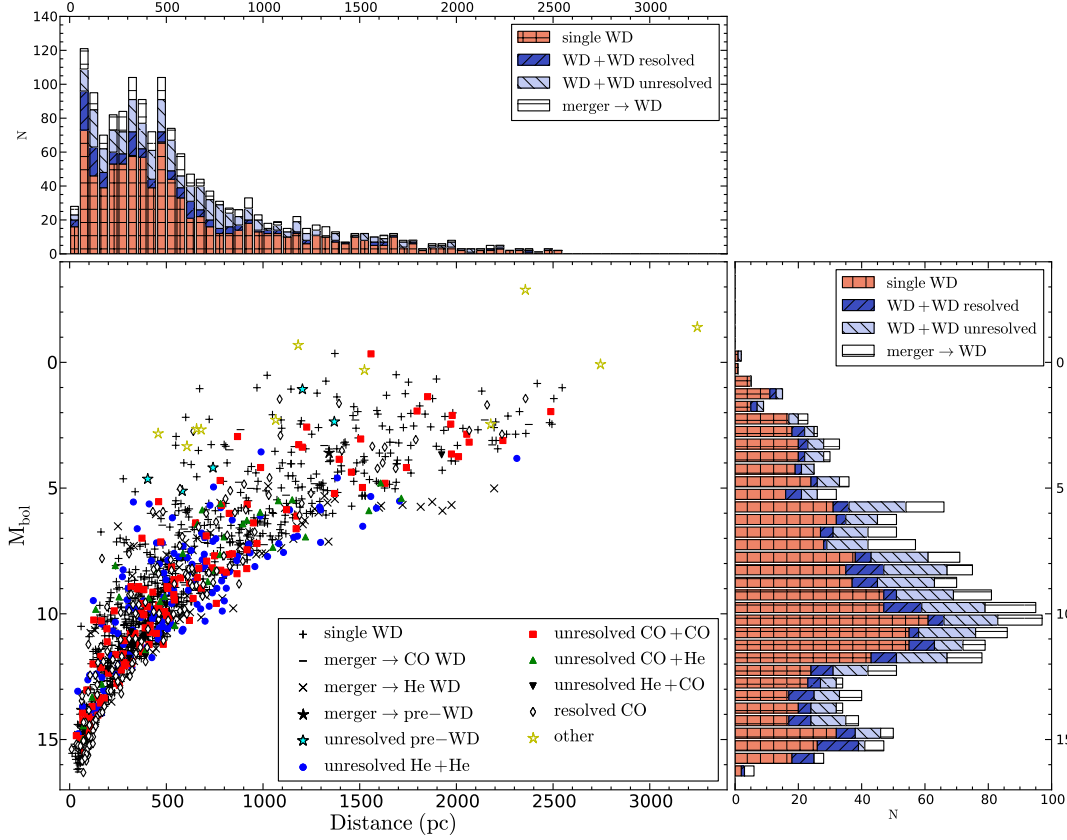 0 500 1000 1500 2000 2500 3000
140
120
100
80
60
40
20
0
N
single WD
WD+WD resolved
WD+WD unresolved
merger → WD
single WD
WD+WD resolved
WD+WD unresolved
merger → WD
0
5
10
15
M_bol
0
5
10
15
single WD
merger → CO WD
merger → He WD
merger → pre−WD
unresolved pre−WD
unresolved He+He
unresolved CO+CO
unresolved CO+He
unresolved He+CO
resolved CO
other
0 500 1000 1500 2000 2500 3000
Distance (pc)
0 20 40 60 80 100
N